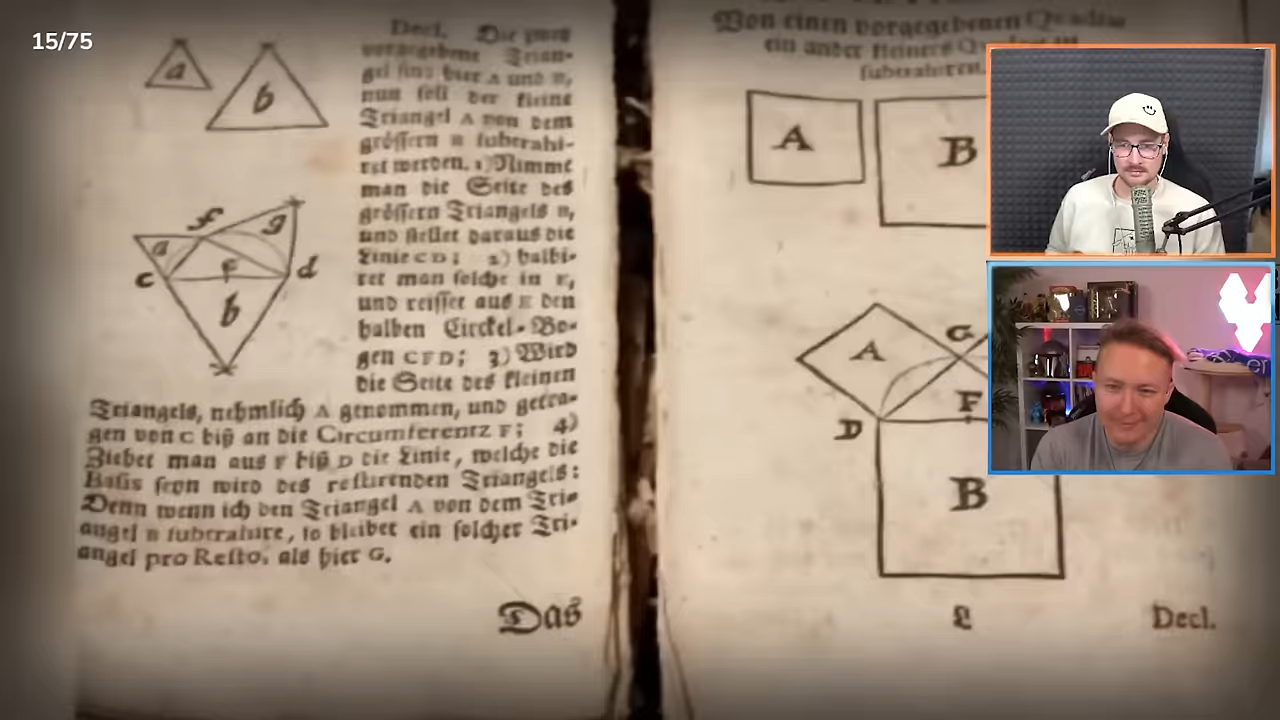 15/75
a
b
Decl. Die zwey
vorgegebene Trian-
gel sind hier A und B,
nun soll der kleine
Triangel A von dem
grössern B subtrahi-
ret werden. 1) Nimmt
man die Seite des
grössern Triangels B,
und stellet daraus die
Linie CD; 2) halbi-
ret man solche in E,
und reisset aus E den
halben Circkel-Bo-
gen CFD; 3) Wird
die Seite des kleinen
Triangels, nehmlich A genommen, und getra-
gen von C biß an die Circumferentz F; 4)
Ziehet man aus F biß D die Linie, welche die
Basis seyn wird des restirenden Triangels:
Denn wenn ich den Triangel A von dem Tri-
angel B subtrahire, so bleibet ein solcher Tri-
angel pro Resto, als hier G.
a f g
c e d
b
Das
Von einen vorgegebenen Quadrat
ein ander kleiners
subtrahiren.
A B
A G
D F
B
L Decl.